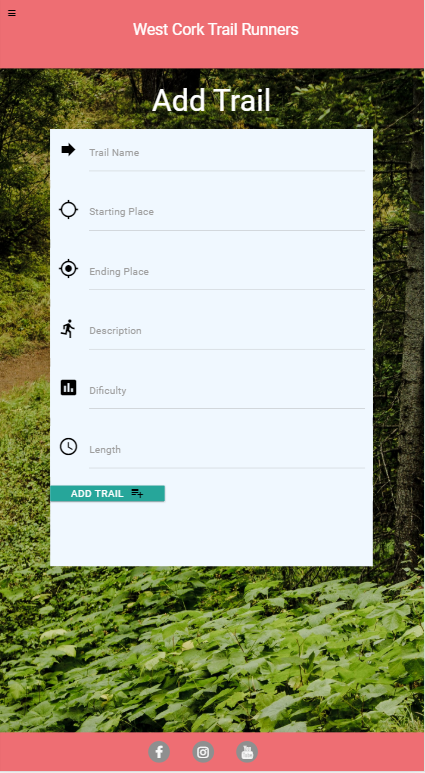 West Cork Trail Runners
Add Trail
Trail Name
Starting Place
Ending Place
Description
Dificulty
Length
ADD TRAIL